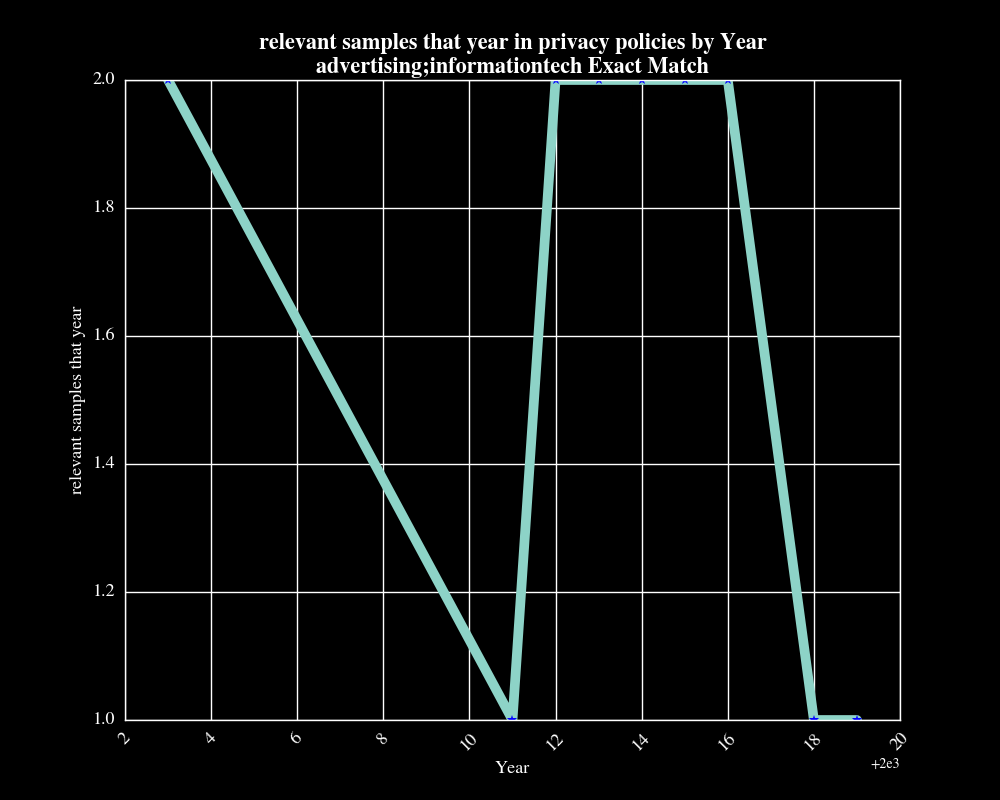 relevant samples that year in privacy policies by Year
advertising;informationtech Exact Match
2.0
1.8
1.6
1.4
1.2
1.0
relevant samples that year
2 4 6 8 10 12 14 16 18 20
+2e3
Year